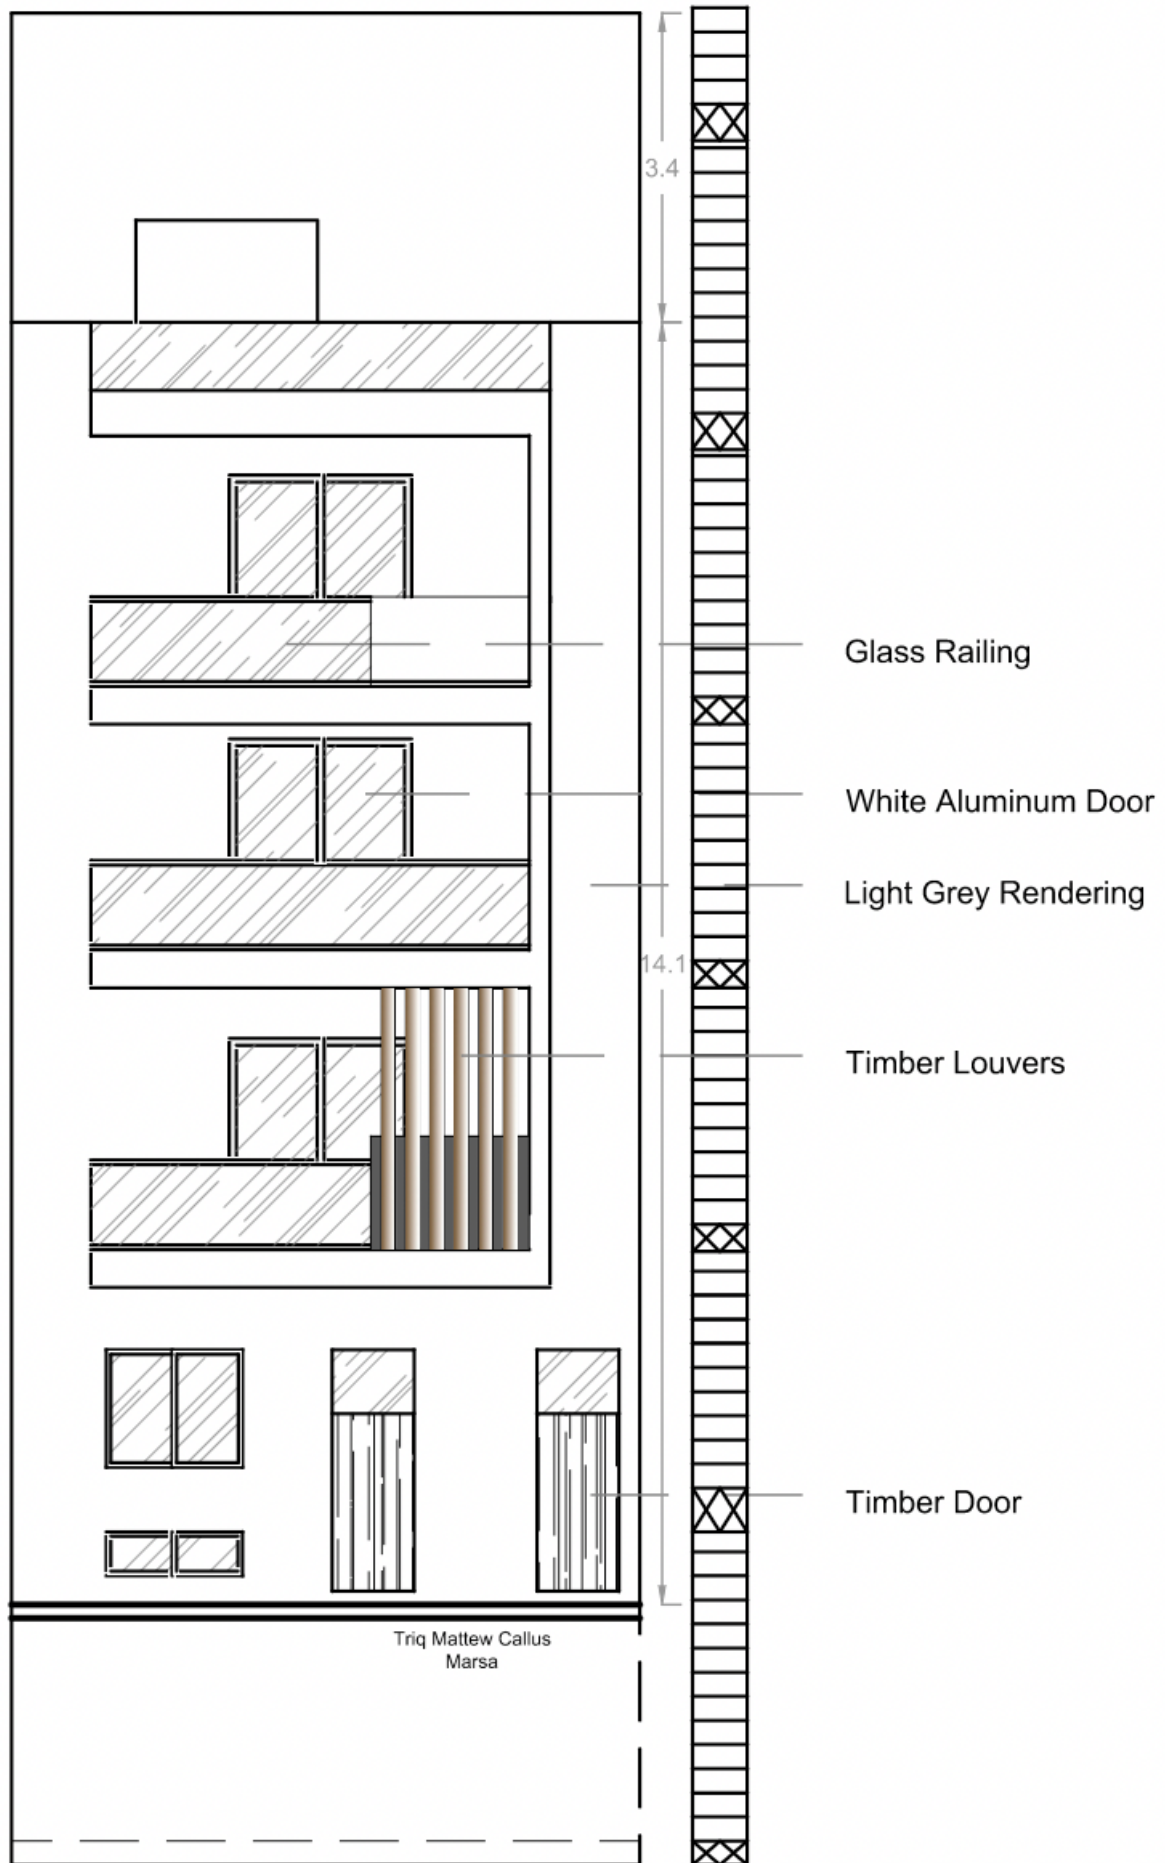 3.4
Glass Railing
White Aluminum Door
Light Grey Rendering
14.1
Timber Louvers
Timber Door
Triq Mattew Callus
Marsa